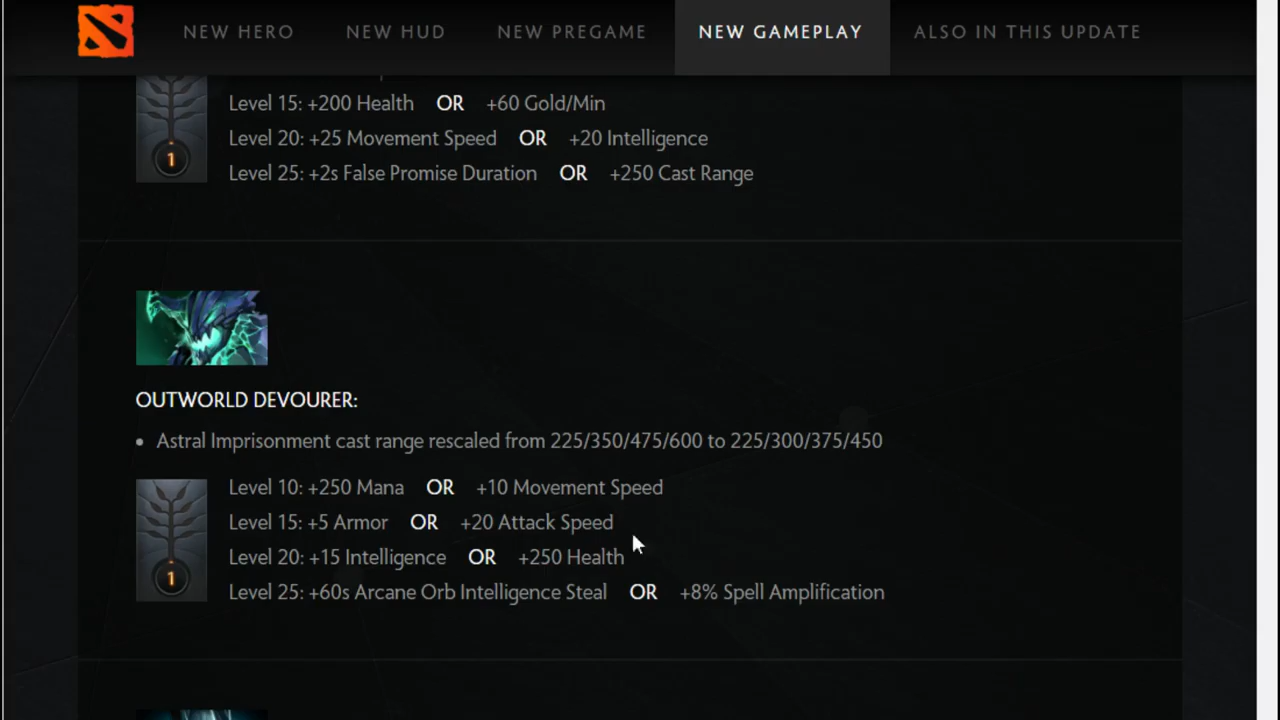 NEW HERO NEW HUD NEW PREGAME NEW GAMEPLAY ALSO IN THIS UPDATE
Level 15: +200 Health OR +60 Gold/Min
Level 20: +25 Movement Speed OR +20 Intelligence
1
Level 25: +2s False Promise Duration OR +250 Cast Range
OUTWORLD DEVOURER:
• Astral Imprisonment cast range rescaled from 225/350/475/600 to 225/300/375/450
Level 10: +250 Mana OR +10 Movement Speed
Level 15: +5 Armor OR +20 Attack Speed
Level 20: +15 Intelligence OR +250 Health
1
Level 25: +60s Arcane Orb Intelligence Steal OR +8% Spell Amplification